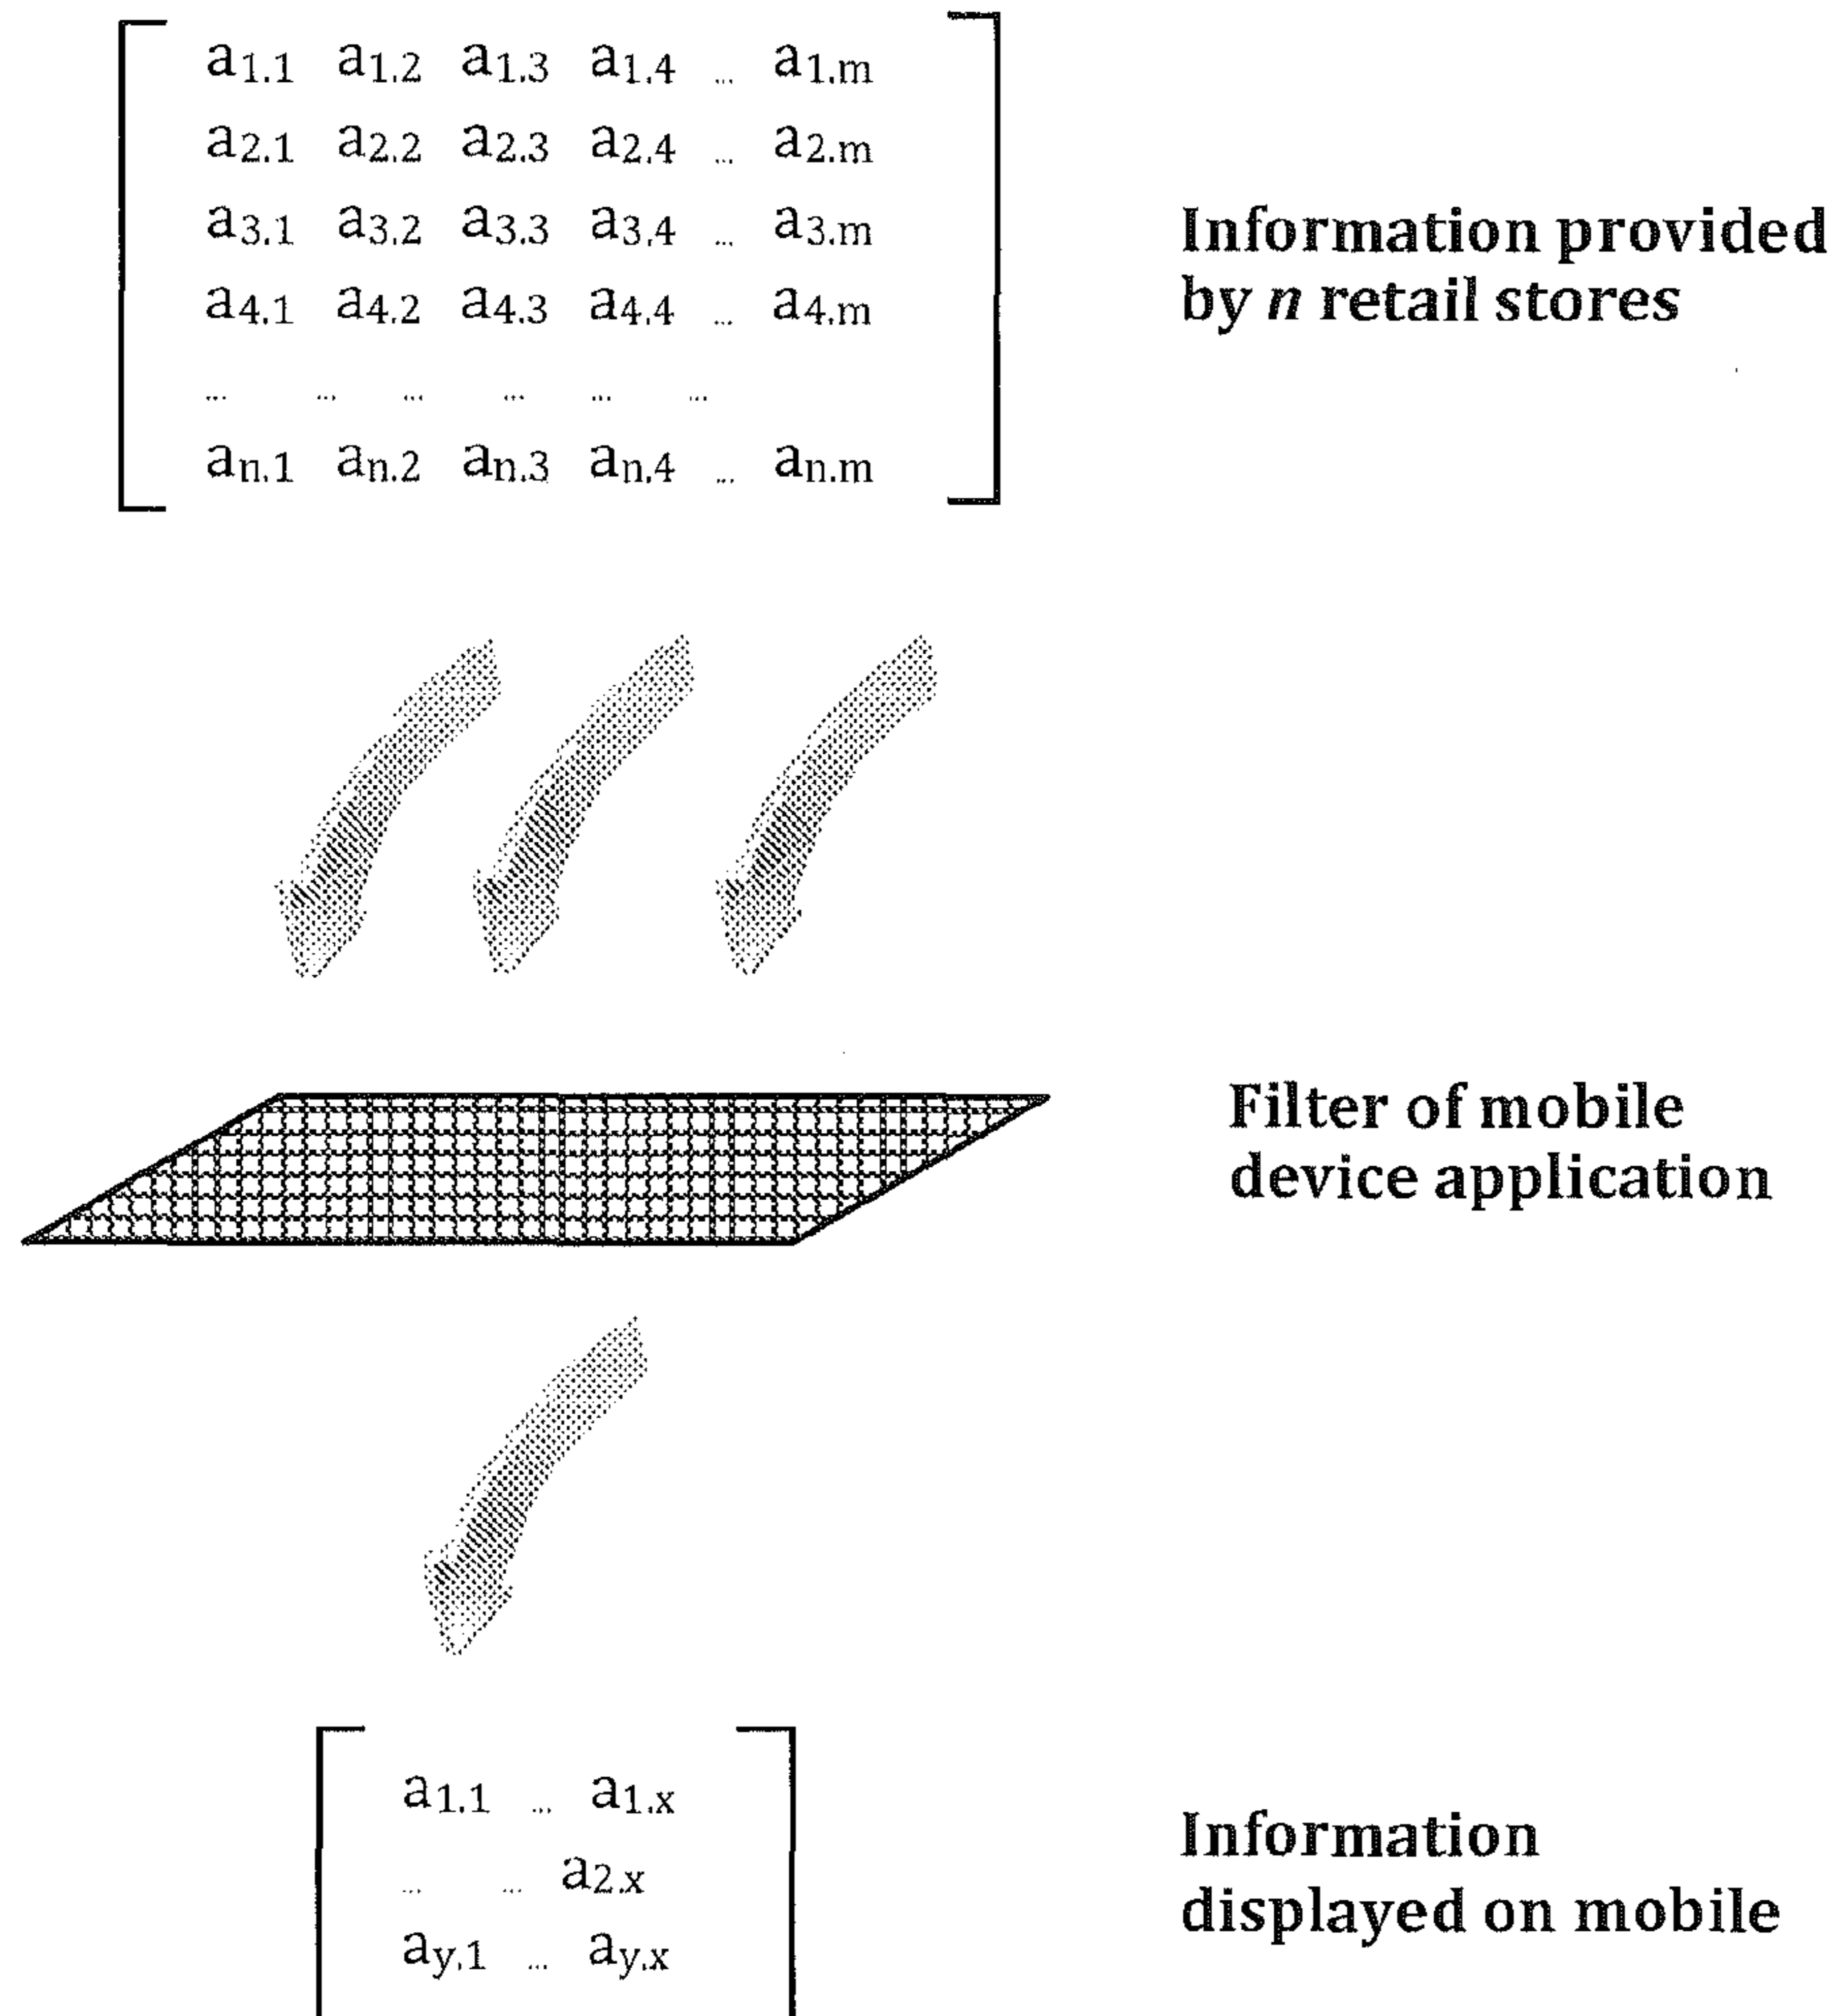 a1.1 a1.2 a1.3 a1.4 ... a1.m
a2.1 a2.2 a2.3 a2.4 ... a2.m
a3.1 a3.2 a3.3 a3.4 ... a3.m
a4.1 a4.2 a4.3 a4.4 ... a4.m
... ... ... ... ... ...
an.1 an.2 an.3 an.4 ... an.m
Information provided
by n retail stores
Filter of mobile
device application
a1.1 ... a1.x
... ... a2.x
ay.1 ... ay.x
Information
displayed on mobile